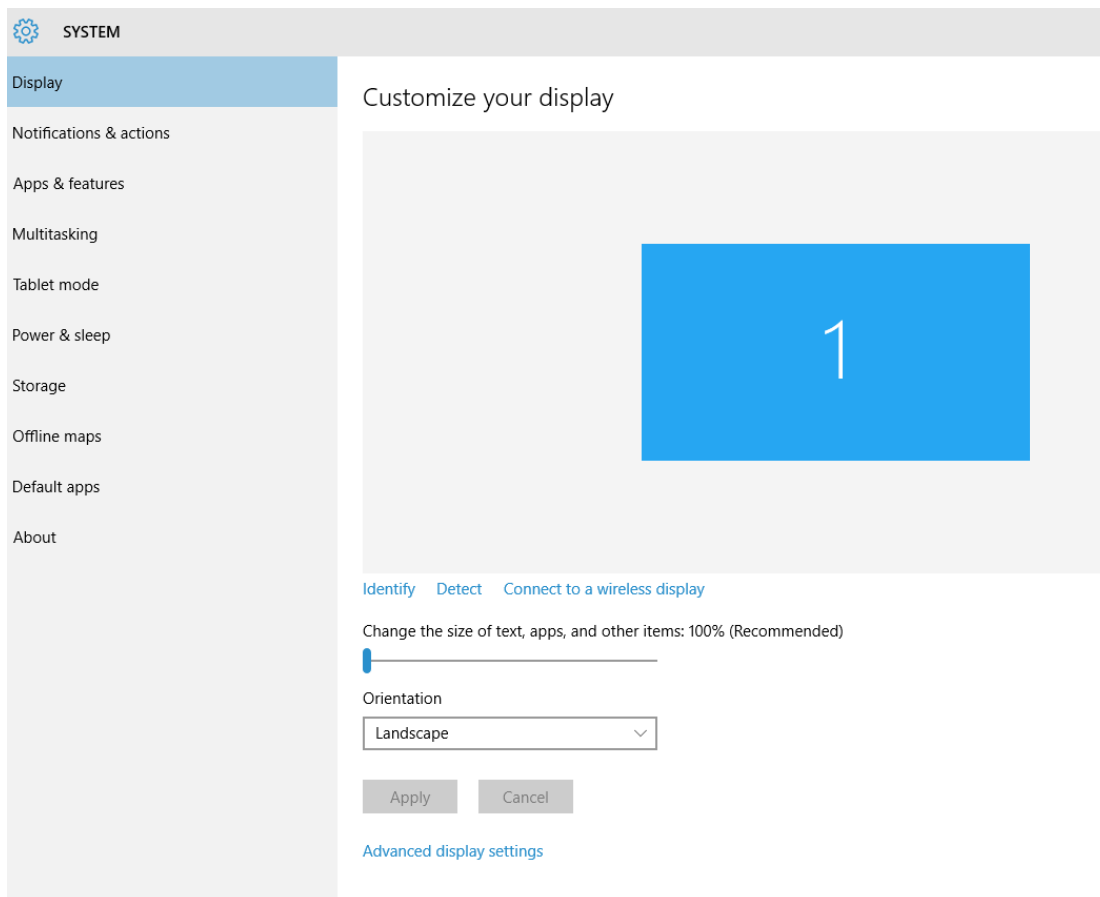 SYSTEM
Display
Notifications & actions
Apps & features
Multitasking
Tablet mode
Power & sleep
Storage
Offline maps
Default apps
About
Customize your display
1
Identify Detect Connect to a wireless display
Change the size of text, apps, and other items: 100% (Recommended)
Orientation
Landscape
Apply Cancel
Advanced display settings